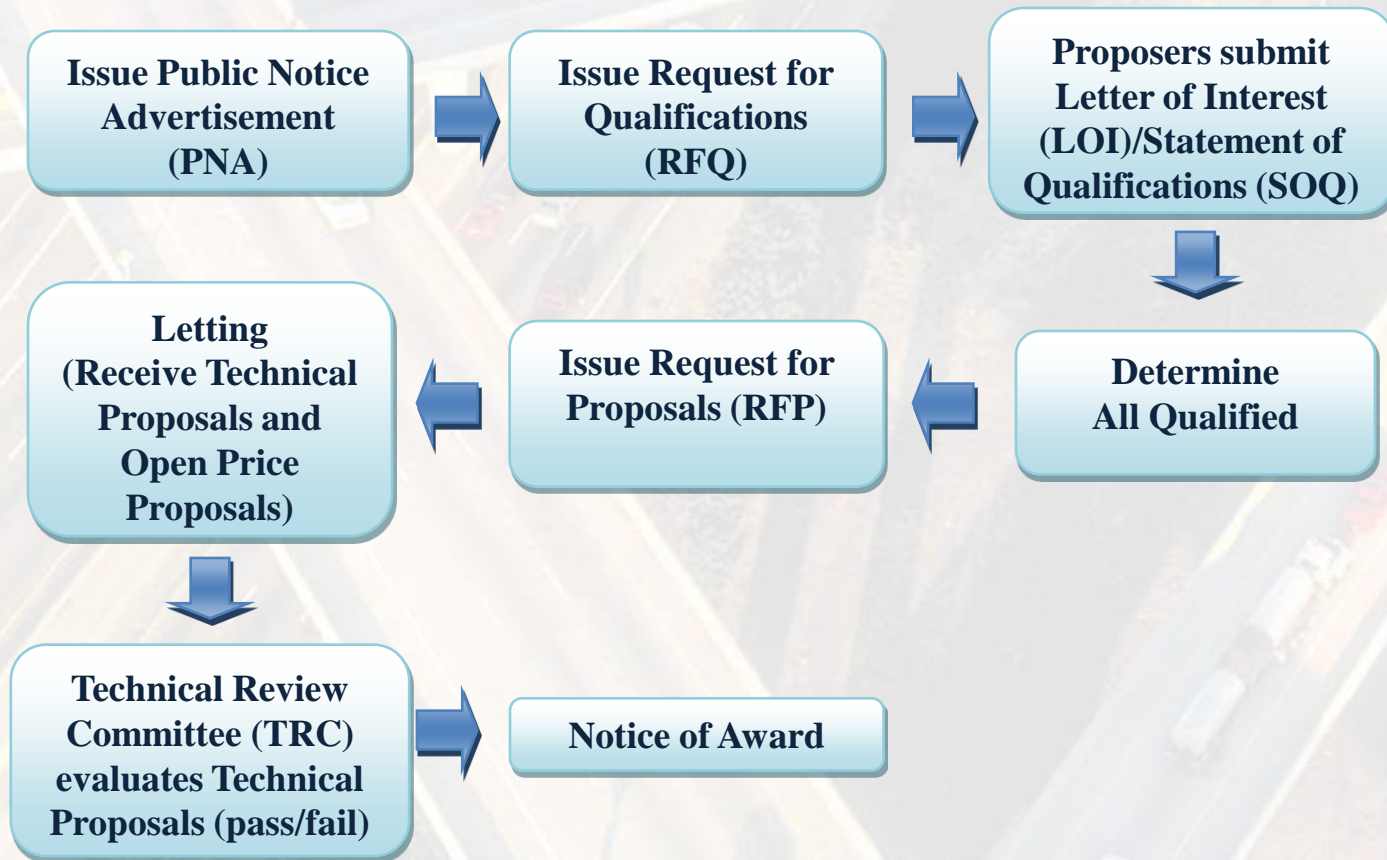 Issue Public Notice
Advertisement
(PNA)
Issue Request for
Qualifications
(RFQ)
Proposers submit
Letter of Interest
(LOI)/Statement of
Qualifications (SOQ)
Determine
All Qualified
Issue Request for
Proposals (RFP)
Letting
(Receive Technical
Proposals and
Open Price
Proposals)
Technical Review
Committee (TRC)
evaluates Technical
Proposals (pass/fail)
Notice of Award